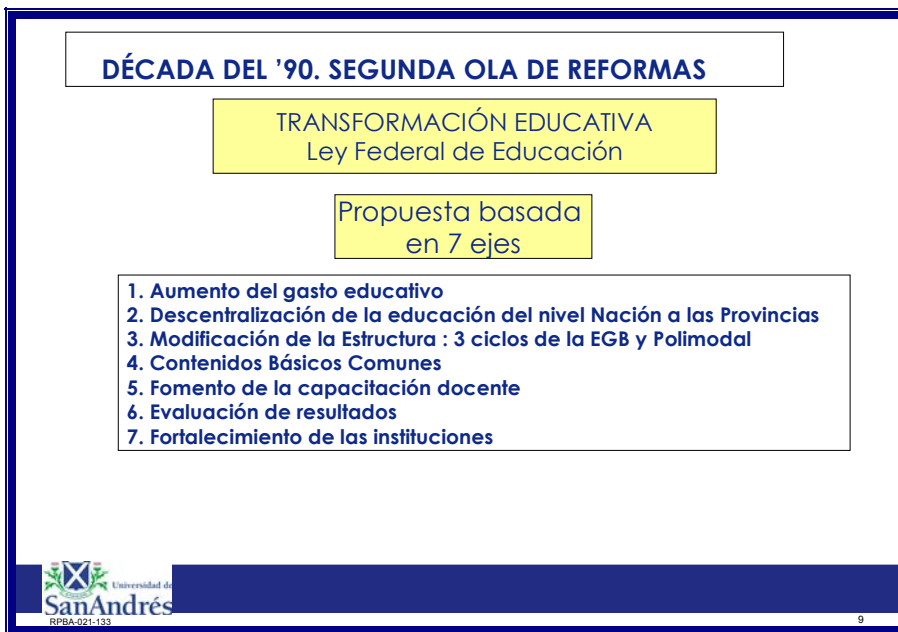 DÉCADA DEL ’90. SEGUNDA OLA DE REFORMAS
TRANSFORMACIÓN EDUCATIVA
Ley Federal de Educación
Propuesta basada
en 7 ejes
1. Aumento del gasto educativo
2. Descentralización de la educación del nivel Nación a las Provincias
3. Modificación de la Estructura : 3 ciclos de la EGB y Polimodal
4. Contenidos Básicos Comunes
5. Fomento de la capacitación docente
6. Evaluación de resultados
7. Fortalecimiento de las instituciones
Universidad de
SanAndrés
RPBA-021-133
9